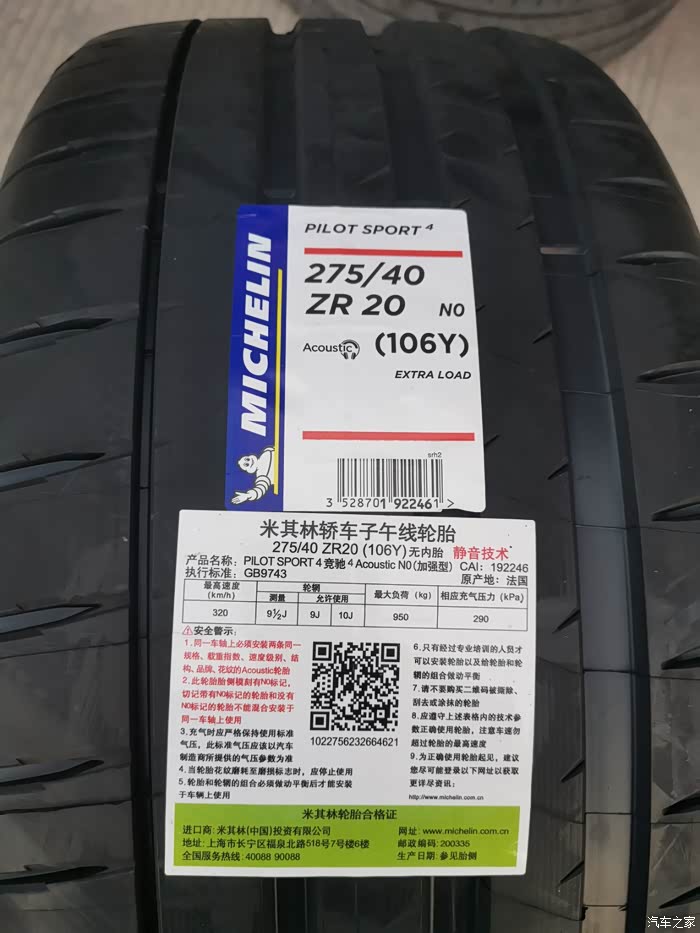 MICHELIN
PILOT SPORT 4
275/40
ZR 20 N0
Acoustic (106Y)
EXTRA LOAD
srh2
3 528701 922461 >
米其林轿车子午线轮胎
275/40 ZR20 (106Y) 无内胎 静音技术
产品名称: PILOT SPORT 4 竞驰 4 Acoustic N0 (加强型) CAI: 192246
执行标准: GB9743 原产地: 法国
最高速度 (km/h) 轮辋 最大负荷 (kg) 相应充气压力 (kPa)
测量 允许使用
320 9½J 9J 10J 950 290
安全警示:
1.同一车轴上必须安装两条同一
规格、载重指数、速度级别、结
构、品牌、花纹的Acoustic轮胎
2.此轮胎胎侧模刻有N0标记,
切记带有N0标记的轮胎和没有
N0标记的轮胎不能混合安装于
同一车轴上使用
3.充气时应严格保持使用标准
气压, 此标准气压应该以汽车
制造商所提供的气压参数为准
4.当轮胎花纹磨耗至磨损标志时, 应停止使用
5.轮胎和轮辋的组合必须做动平衡后才能安装
于车辆上使用
1022756232664621
6.只有经过专业培训的人员才
可以安装轮胎以及给轮胎和轮
辋的组合做动平衡
7.请不要购买二维码被撕除、
刮去或涂抹的轮胎
8.应遵守上述表格内的技术参
数正确使用轮胎, 注意车速勿
超过轮胎的最高速度
9.为正确使用轮胎起见, 建议
您尽可能登录以下网址以获取
更详尽资讯:
http://www.michelin.com.cn
米其林轮胎合格证
进口商: 米其林(中国)投资有限公司 网址: www.michelin.com.cn
地址: 上海市长宁区福泉北路518号7号楼6楼 邮政编码: 200335
全国服务热线: 40088 90088 生产日期: 参见胎侧
汽车之家